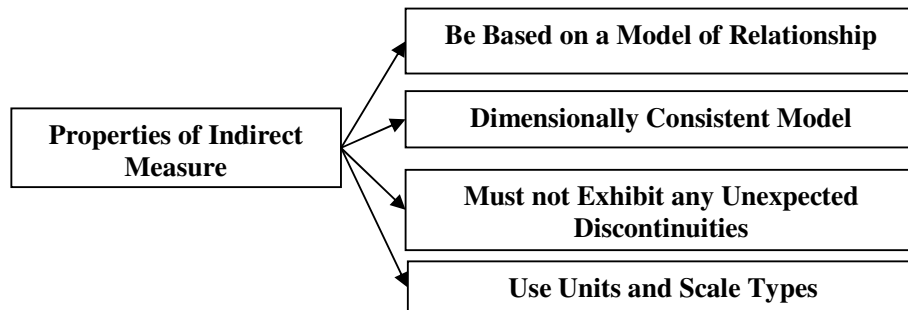 Be Based on a Model of Relationship
Properties of Indirect
Measure
Dimensionally Consistent Model
Must not Exhibit any Unexpected
Discontinuities
Use Units and Scale Types